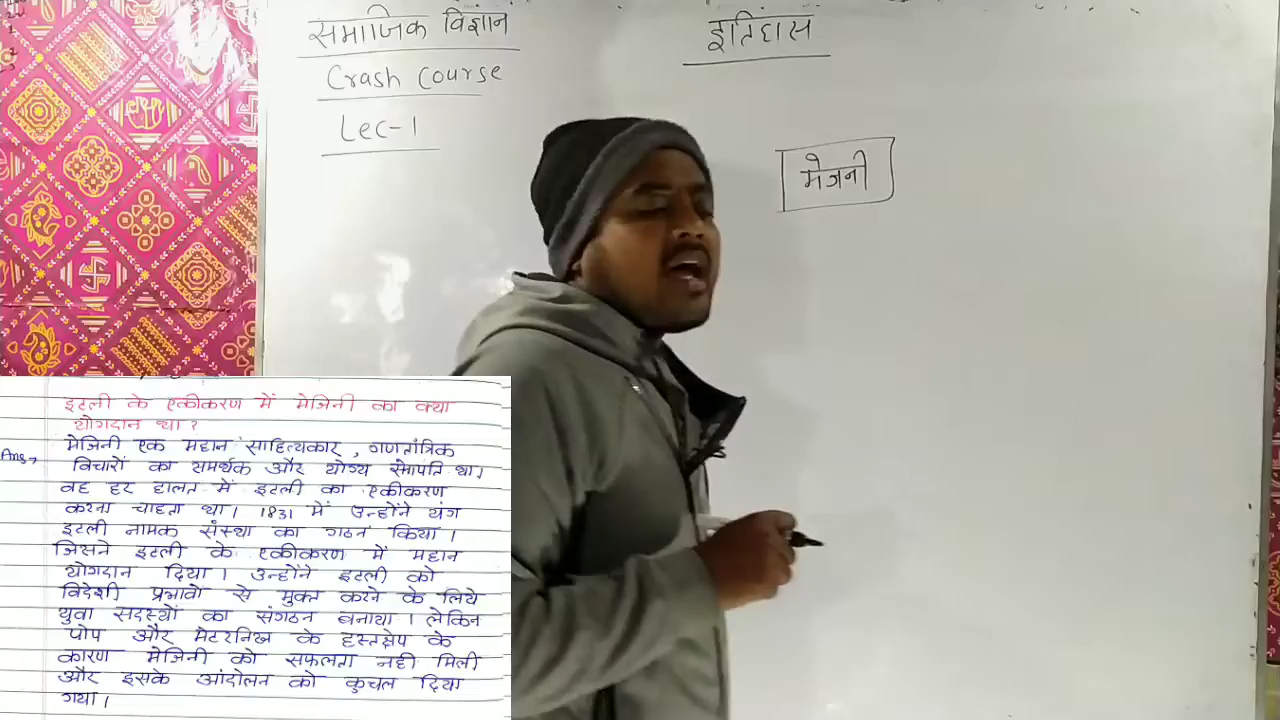 समाजिक विज्ञान
Crash Course
Lec-1
इतिहास
मेजनी
इटली के एकीकरण में मेजिनी का क्या
योगदान था ?
Ans→ मेजिनी एक महान साहित्यकार, गणतांत्रिक
विचारों का समर्थक और योग्य सेनापति था।
वह हर हालत में इटली का एकीकरण
करना चाहता था। 1831 में उन्होंने यंग
इटली नामक संस्था का गठन किया।
जिसने इटली के एकीकरण में महान
योगदान दिया। उन्होंने इटली को
विदेशी प्रभावों से मुक्त करने के लिये
युवा सदस्यों का संगठन बनाया। लेकिन
पोप और मेटरनिख के हस्तक्षेप के
कारण मेजिनी को सफलता नही मिली
और इसके आंदोलन को कुचल दिया
गया।